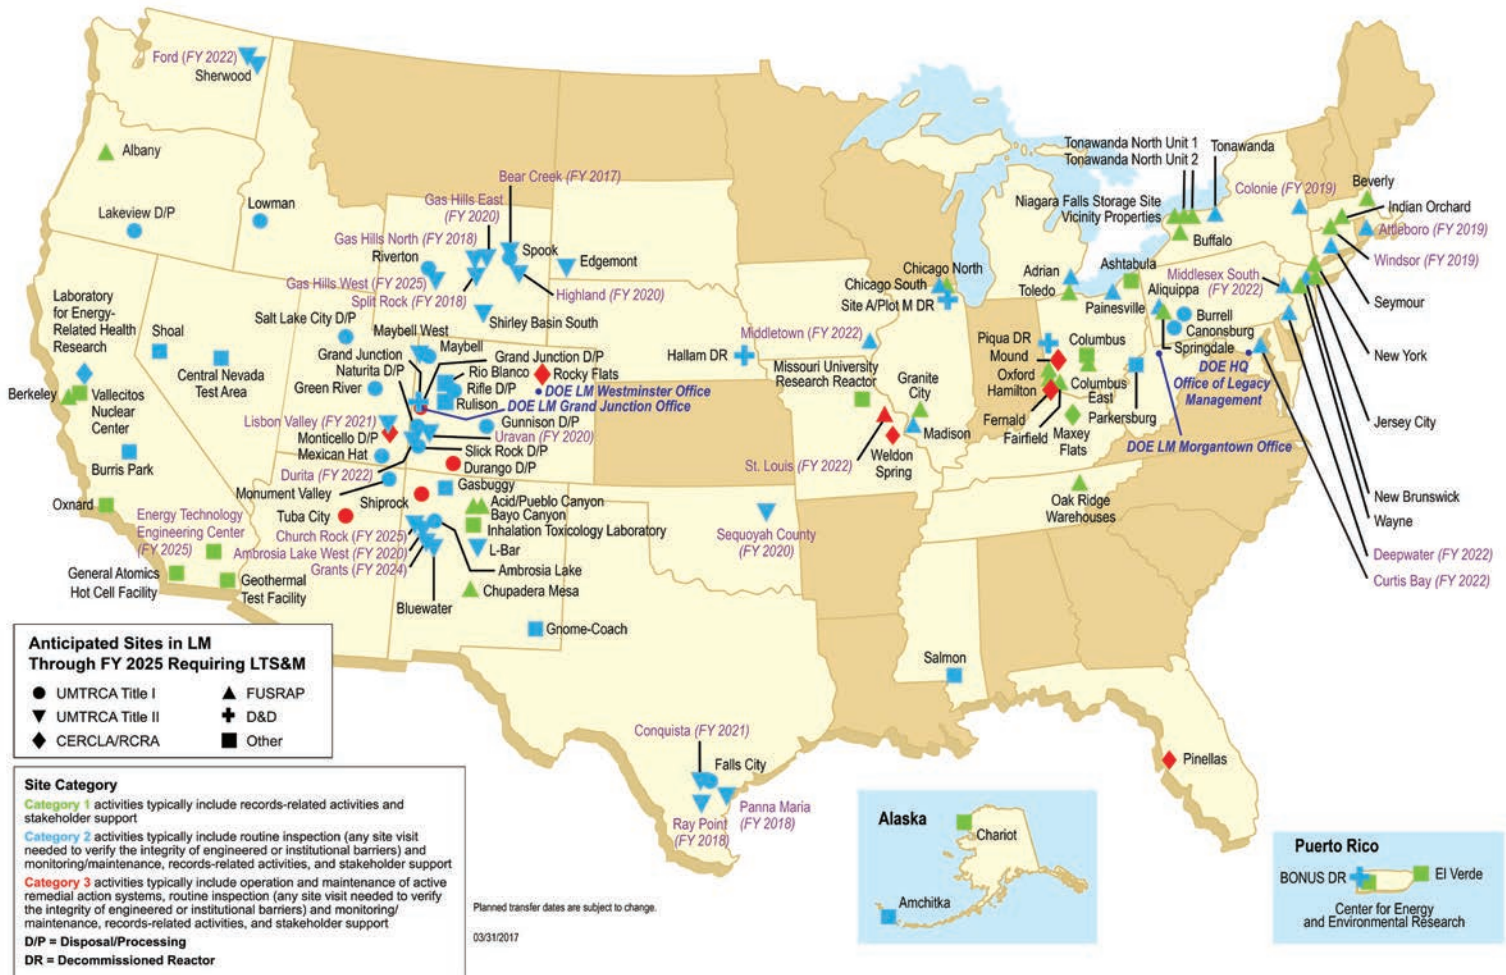 Ford (FY 2022)
Sherwood
Albany
Lakeview D/P
Lowman
Bear Creek (FY 2017)
Gas Hills East
(FY 2020)
Gas Hills North (FY 2018)
Riverton
Spook
Edgemont
Gas Hills West (FY 2025)
Split Rock (FY 2018)
Highland (FY 2020)
Shirley Basin South
Laboratory
for Energy-
Related Health
Research
Shoal
Salt Lake City D/P
Maybell West
Maybell
Grand Junction
Naturita D/P
Green River
Grand Junction D/P
Rio Blanco
Rocky Flats
Rifle D/P
Rulison
DOE LM Westminster Office
DOE LM Grand Junction Office
Gunnison D/P
Central Nevada
Test Area
Berkeley
Vallecitos
Nuclear
Center
Burris Park
Lisbon Valley (FY 2021)
Monticello D/P
Mexican Hat
Uravan (FY 2020)
Slick Rock D/P
Durita (FY 2022)
Durango D/P
Monument Valley
Shiprock
Gasbuggy
Oxnard
Energy Technology
Engineering Center
(FY 2025)
Tuba City
Acid/Pueblo Canyon
Bayo Canyon
Inhalation Toxicology Laboratory
Church Rock (FY 2025)
Ambrosia Lake West (FY 2020)
Grants (FY 2024)
L-Bar
Ambrosia Lake
General Atomics
Hot Cell Facility
Geothermal
Test Facility
Bluewater
Chupadera Mesa
Gnome-Coach
Hallam DR
Middletown (FY 2022)
Missouri University
Research Reactor
Granite
City
Madison
St. Louis (FY 2022)
Weldon
Spring
Sequoyah County
(FY 2020)
Conquista (FY 2021)
Falls City
Ray Point
(FY 2018)
Panna Maria
(FY 2018)
Salmon
Pinellas
Chicago North
Chicago South
Site A/Plot M DR
Tonawanda North Unit 1
Tonawanda North Unit 2
Tonawanda
Niagara Falls Storage Site
Vicinity Properties
Buffalo
Colonie (FY 2019)
Beverly
Indian Orchard
Attleboro (FY 2019)
Windsor (FY 2019)
Seymour
Adrian
Toledo
Ashtabula
Painesville
Aliquippa
Middlesex South
(FY 2022)
Burrell
Canonsburg
Springdale
New York
Piqua DR
Mound
Oxford
Hamilton
Columbus
Columbus
East
Fernald
Fairfield
Maxey
Flats
Parkersburg
DOE HQ
Office of Legacy
Management
DOE LM Morgantown Office
Jersey City
New Brunswick
Wayne
Deepwater (FY 2022)
Curtis Bay (FY 2022)
Oak Ridge
Warehouses
Anticipated Sites in LM
Through FY 2025 Requiring LTS&M
UMTRCA Title I
FUSRAP
UMTRCA Title II
D&D
CERCLA/RCRA
Other
Site Category
Category 1 activities typically include records-related activities and
stakeholder support
Category 2 activities typically include routine inspection (any site visit
needed to verify the integrity of engineered or institutional barriers) and
monitoring/maintenance, records-related activities, and stakeholder support
Category 3 activities typically include operation and maintenance of active
remedial action systems, routine inspection (any site visit needed to verify
the integrity of engineered or institutional barriers) and monitoring/
maintenance, records-related activities, and stakeholder support
D/P = Disposal/Processing
DR = Decommissioned Reactor
Planned transfer dates are subject to change.
03/31/2017
Alaska
Chariot
Amchitka
Puerto Rico
BONUS DR
El Verde
Center for Energy
and Environmental Research